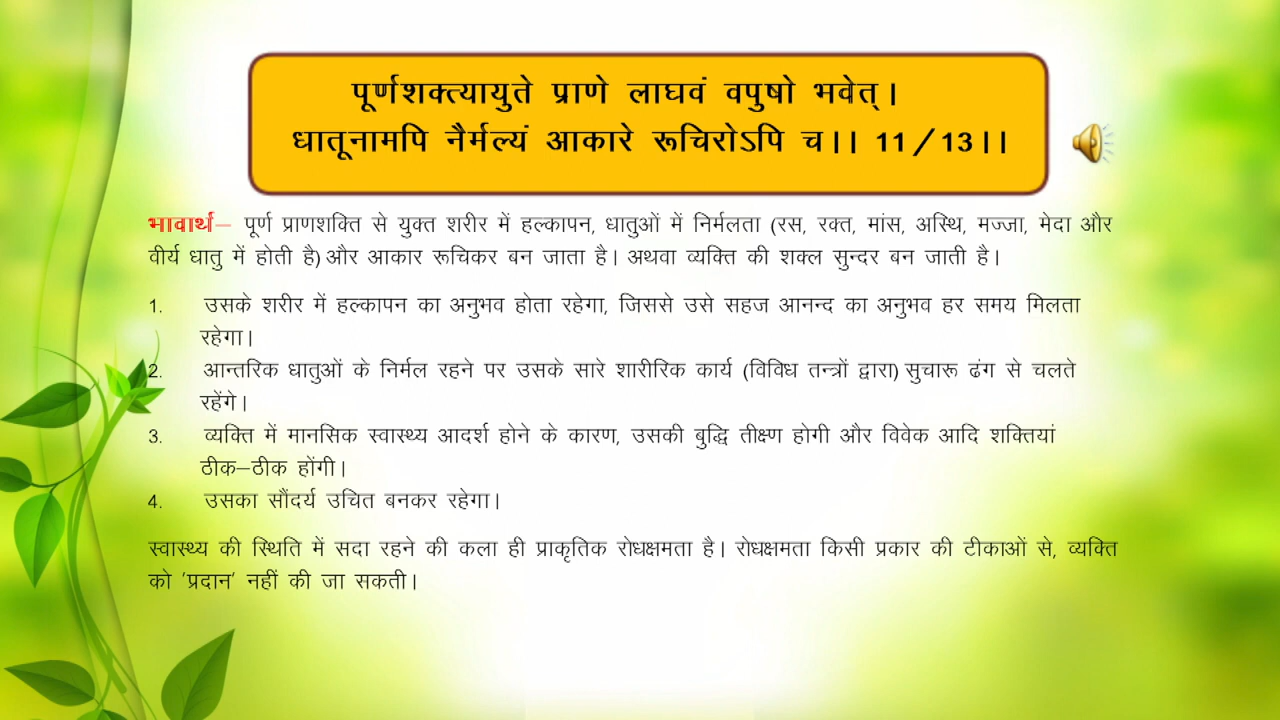 पूर्णशक्त्यायुते प्राणे लाघवं वपुषो भवेत्।
धातूनामपि नैर्मल्यं आकारे रूचिरोऽपि च।। 11/13।।
भावार्थ– पूर्ण प्राणशक्ति से युक्त शरीर में हल्कापन, धातुओं में निर्मलता (रस, रक्त, मांस, अस्थि, मज्जा, मेदा और
वीर्य धातु में होती है) और आकार रूचिकर बन जाता है। अथवा व्यक्ति की शक्ल सुन्दर बन जाती है।
1. उसके शरीर में हल्कापन का अनुभव होता रहेगा, जिससे उसे सहज आनन्द का अनुभव हर समय मिलता
रहेगा।
2. आन्तरिक धातुओं के निर्मल रहने पर उसके सारे शारीरिक कार्य (विविध तन्त्रों द्वारा) सुचारू ढंग से चलते
रहेंगे।
3. व्यक्ति में मानसिक स्वास्थ्य आदर्श होने के कारण, उसकी बुद्धि तीक्ष्ण होगी और विवेक आदि शक्तियां
ठीक–ठीक होंगी।
4. उसका सौंदर्य उचित बनकर रहेगा।
स्वास्थ्य की स्थिति में सदा रहने की कला ही प्राकृतिक रोधक्षमता है। रोधक्षमता किसी प्रकार की टीकाओं से, व्यक्ति
को 'प्रदान' नहीं की जा सकती।